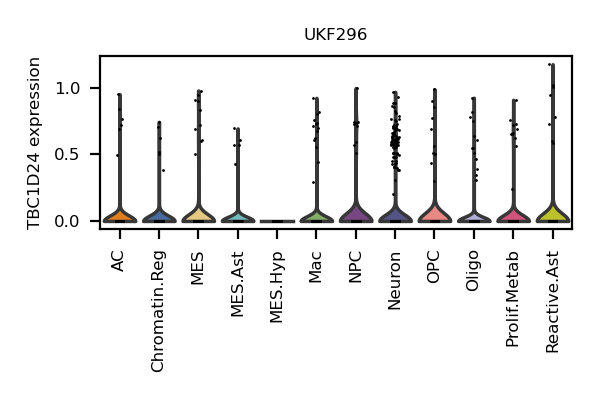 UKF296
TBC1D24 expression
1.0
0.5
0.0
AC
Chromatin.Reg
MES
MES.Ast
MES.Hyp
Mac
NPC
Neuron
OPC
Oligo
Prolif.Metab
Reactive.Ast